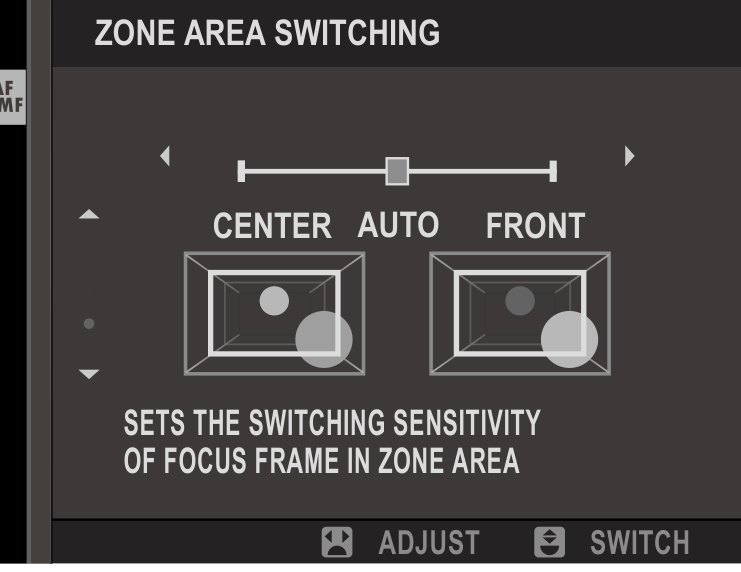 ZONE AREA SWITCHING
AF
MF
CENTER AUTO FRONT
SETS THE SWITCHING SENSITIVITY
OF FOCUS FRAME IN ZONE AREA
ADJUST SWITCH